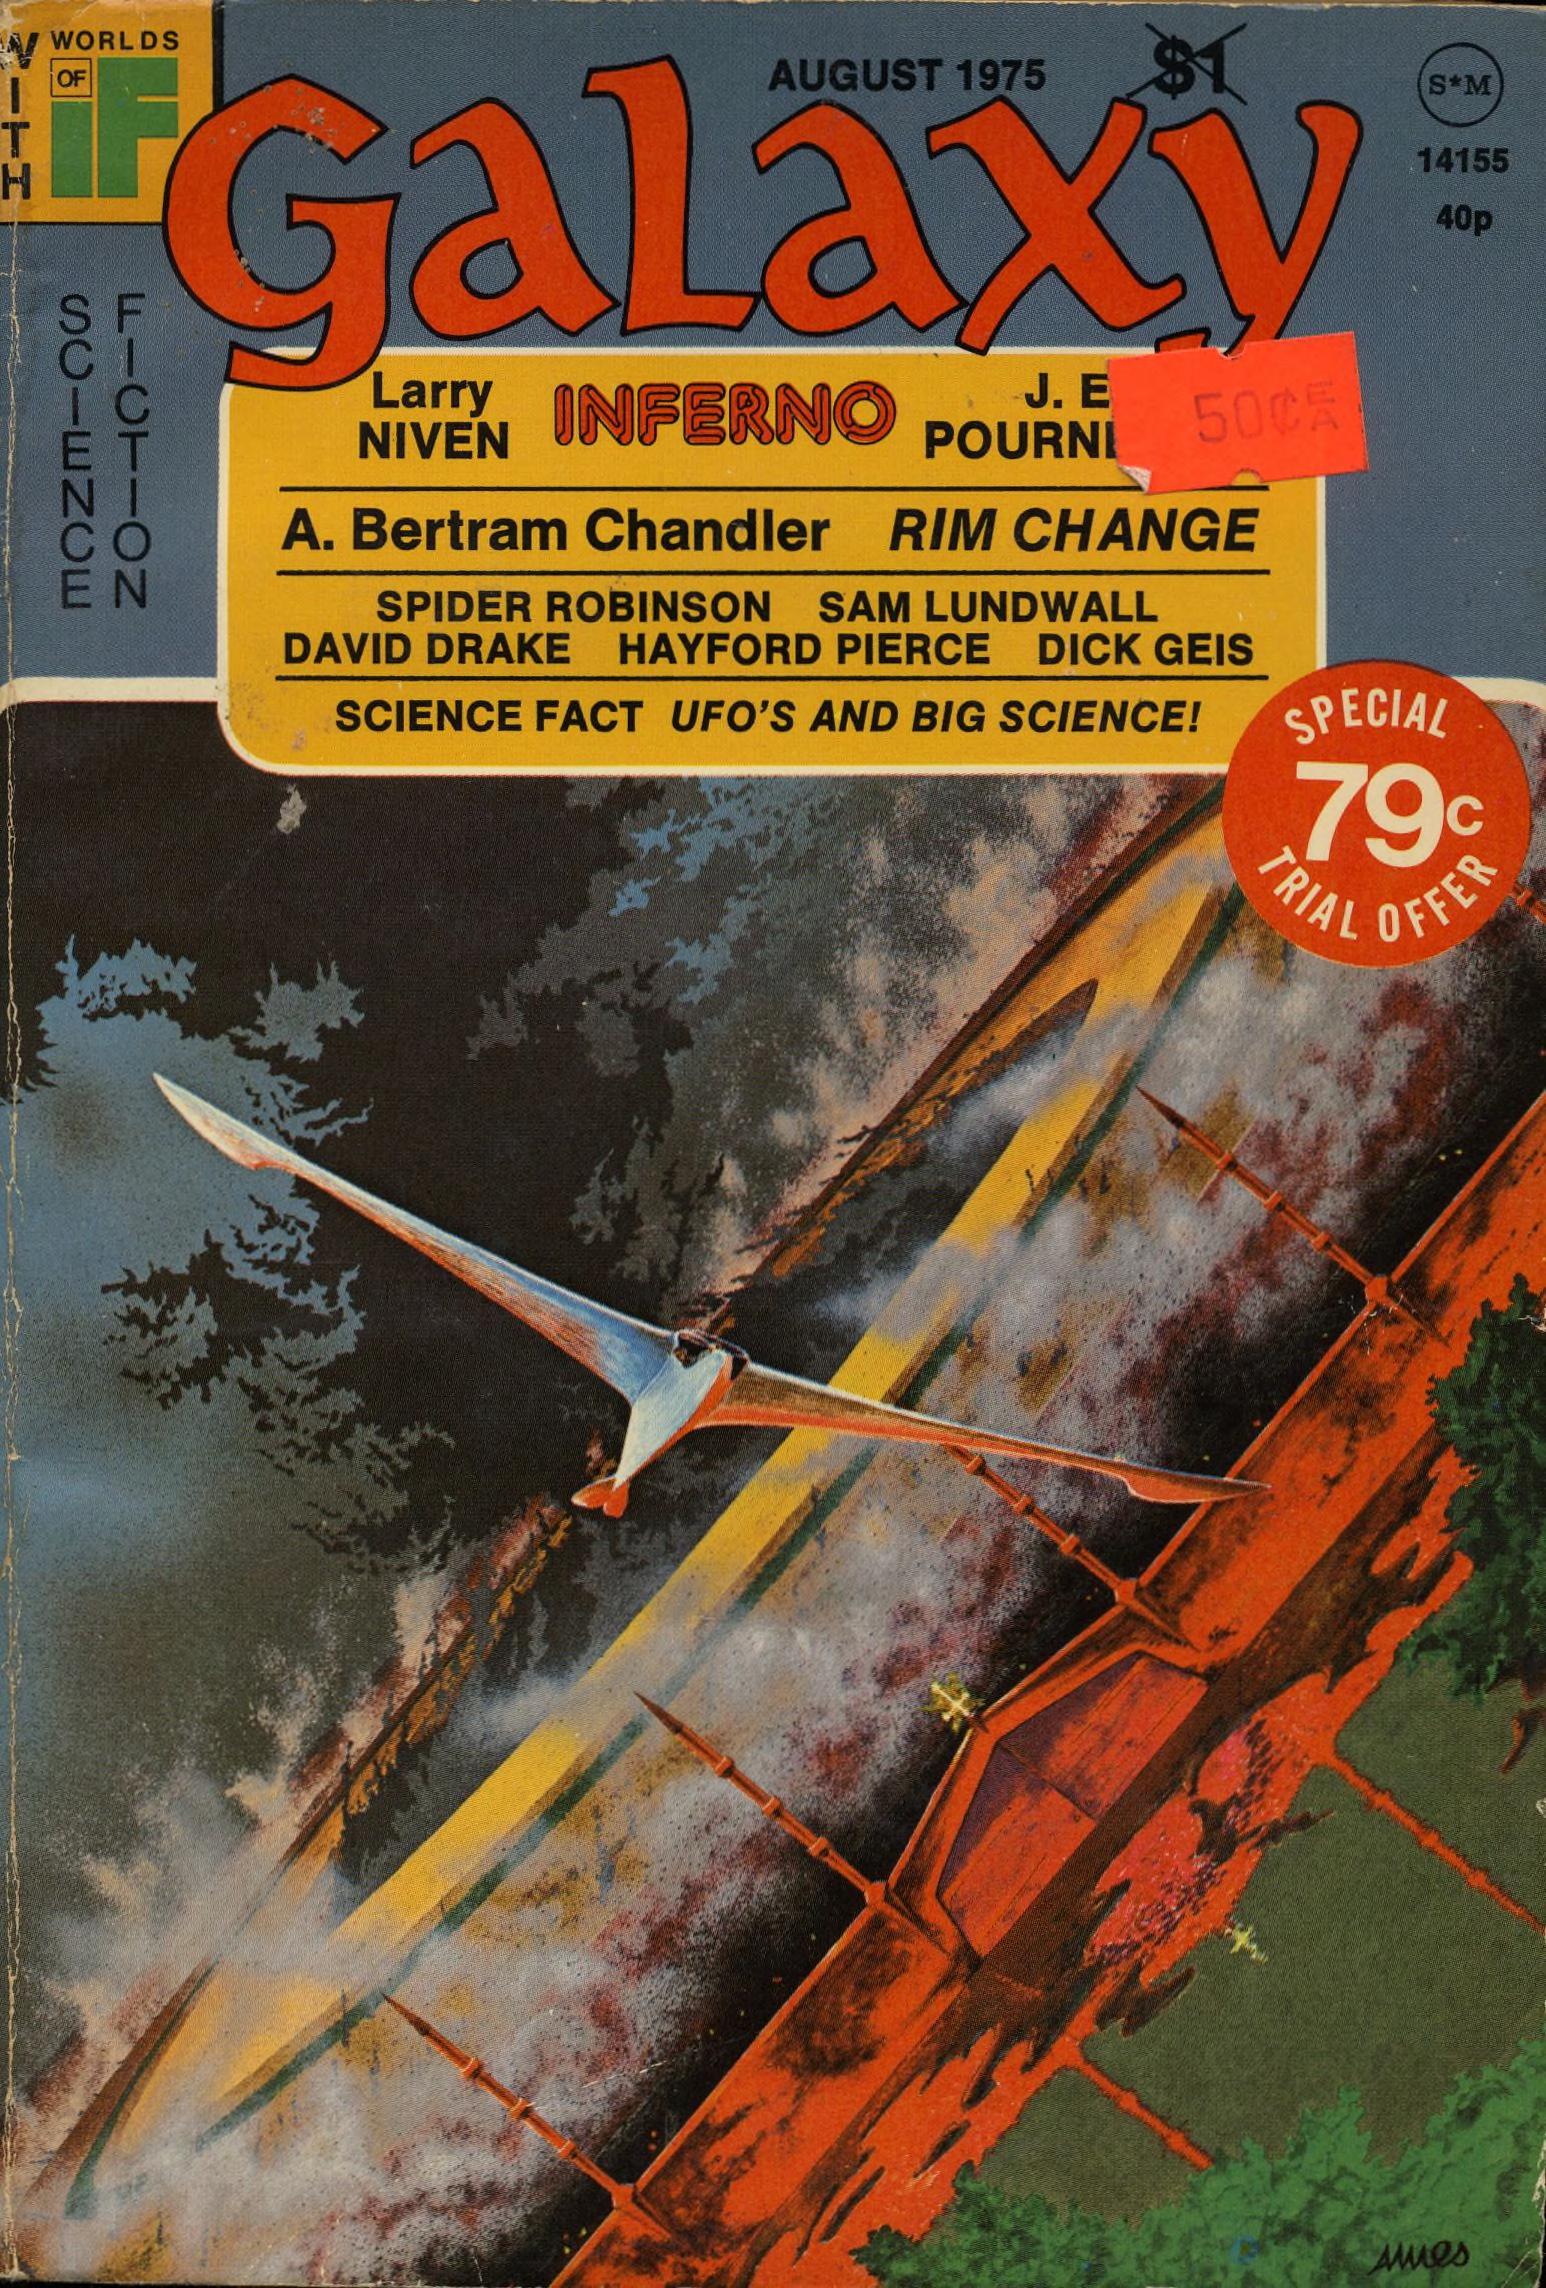 WITH
WORLDS
OF
iF
AUGUST 1975
$1
S*M
14155
40p
Galaxy
SCIENCE
FICTION
Larry
NIVEN
INFERNO
J. E.
POURN
50¢ EA
A. Bertram Chandler RIM CHANGE
SPIDER ROBINSON SAM LUNDWALL
DAVID DRAKE HAYFORD PIERCE DICK GEIS
SCIENCE FACT UFO'S AND BIG SCIENCE!
SPECIAL
79c
TRIAL OFFER
AMES